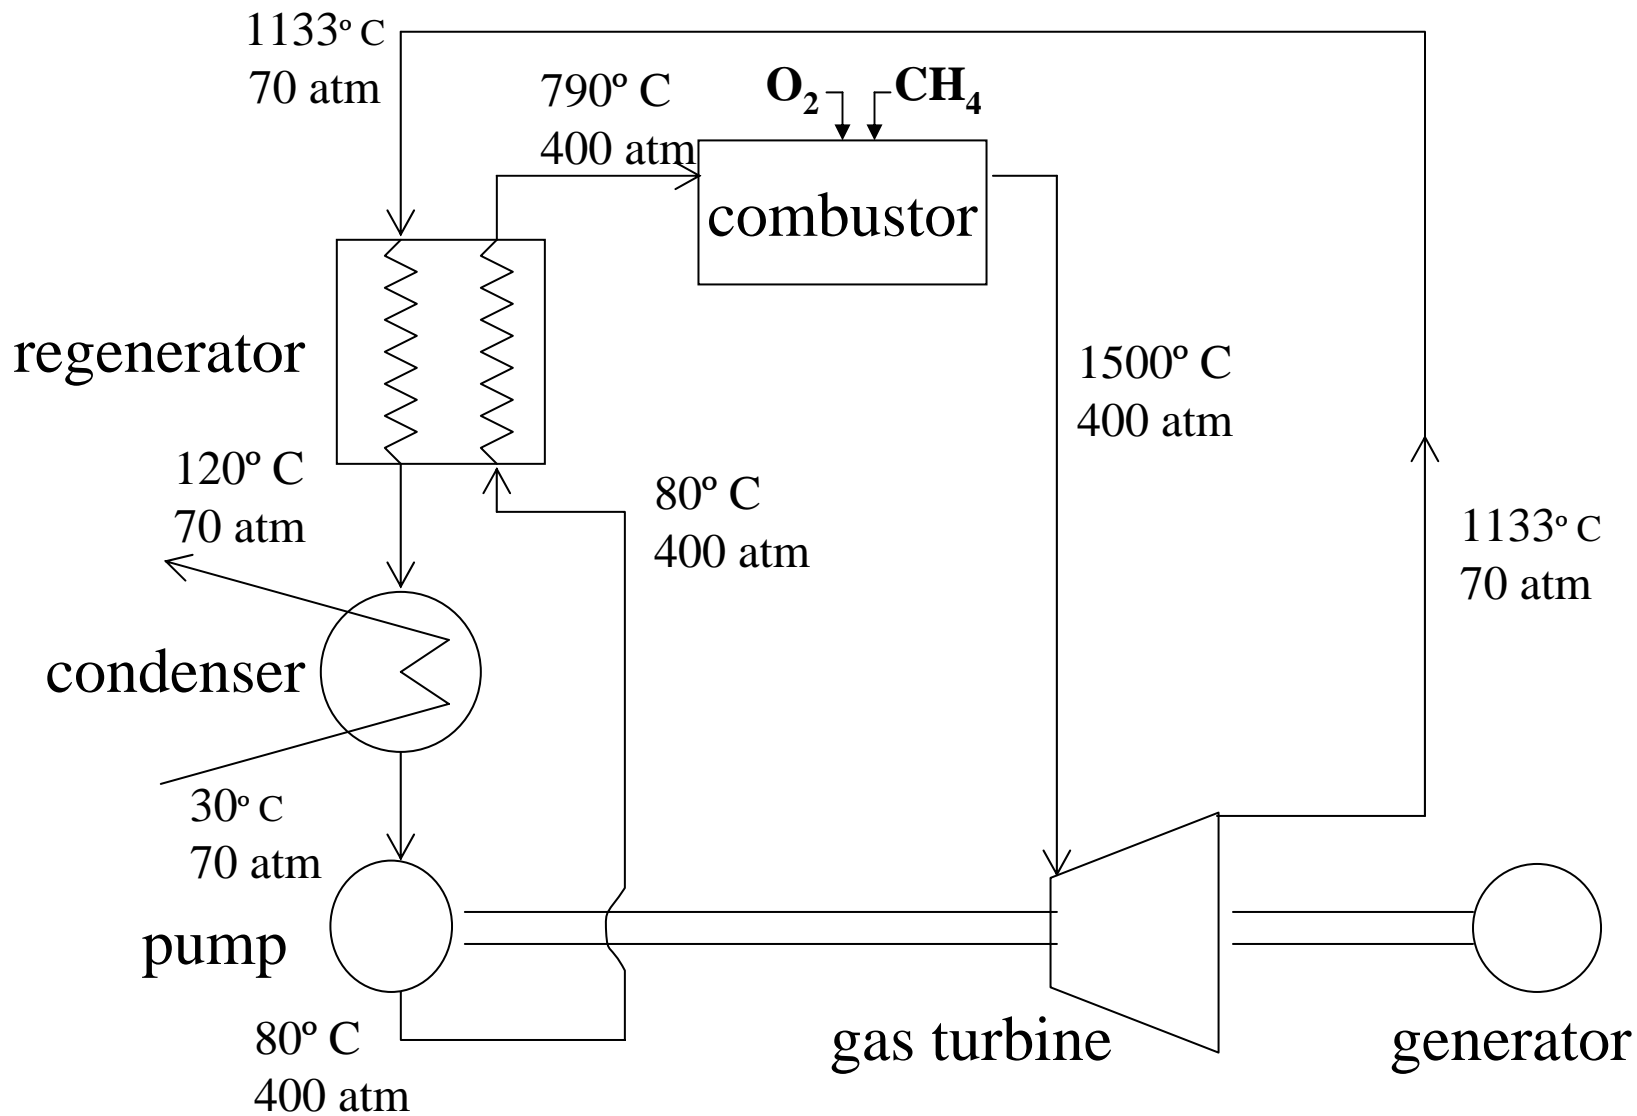 1133º C
70 atm
790º C
400 atm
O₂
CH₄
combustor
regenerator
1500º C
400 atm
120º C
70 atm
80º C
400 atm
1133º C
70 atm
condenser
30º C
70 atm
pump
80º C
400 atm
gas turbine
generator